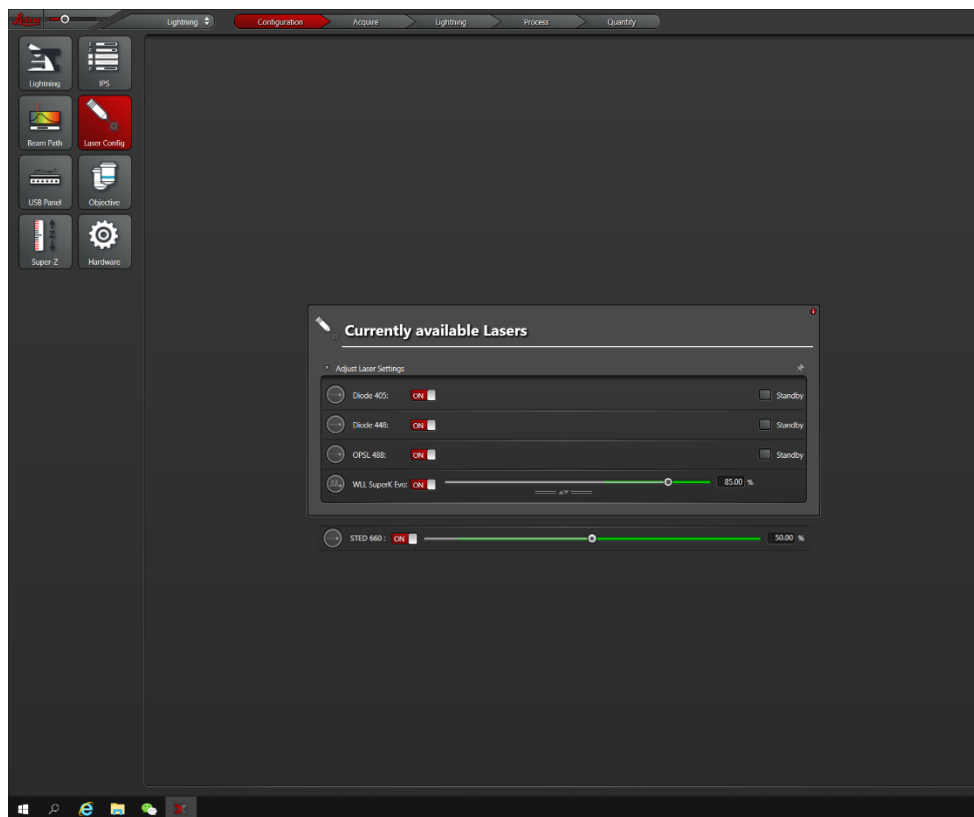 Leica
Lightning
Configuration
Acquire
Lightning
Process
Quantify
Lightning
IPS
Beam Path
Laser Config
USB Panel
Objective
Super-Z
Hardware
Currently available Lasers
Adjust Laser Settings
Diode 405: ON Standby
Diode 448: ON Standby
OPSL 488: ON Standby
WLL SuperK Evo: ON 85.00 %
STED 660 : ON 50.00 %